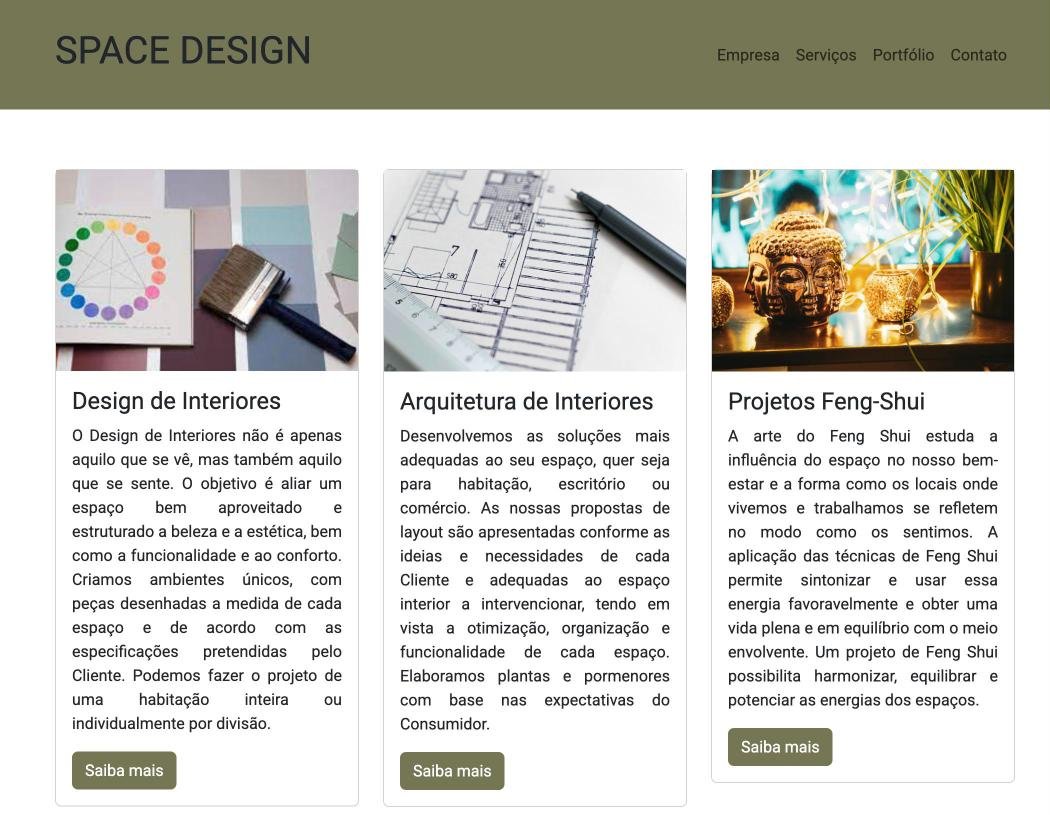 SPACE DESIGN
Empresa Serviços Portfólio Contato
7
580
5
6
7
Design de Interiores
O Design de Interiores não é apenas
aquilo que se vê, mas também aquilo
que se sente. O objetivo é aliar um
espaço bem aproveitado e
estruturado a beleza e a estética, bem
como a funcionalidade e ao conforto.
Criamos ambientes únicos, com
peças desenhadas a medida de cada
espaço e de acordo com as
especificações pretendidas pelo
Cliente. Podemos fazer o projeto de
uma habitação inteira ou
individualmente por divisão.
Saiba mais
Arquitetura de Interiores
Desenvolvemos as soluções mais
adequadas ao seu espaço, quer seja
para habitação, escritório ou
comércio. As nossas propostas de
layout são apresentadas conforme as
ideias e necessidades de cada
Cliente e adequadas ao espaço
interior a intervencionar, tendo em
vista a otimização, organização e
funcionalidade de cada espaço.
Elaboramos plantas e pormenores
com base nas expectativas do
Consumidor.
Saiba mais
Projetos Feng-Shui
A arte do Feng Shui estuda a
influência do espaço no nosso bem-
estar e a forma como os locais onde
vivemos e trabalhamos se refletem
no modo como os sentimos. A
aplicação das técnicas de Feng Shui
permite sintonizar e usar essa
energia favoravelmente e obter uma
vida plena e em equilíbrio com o meio
envolvente. Um projeto de Feng Shui
possibilita harmonizar, equilibrar e
potenciar as energias dos espaços.
Saiba mais